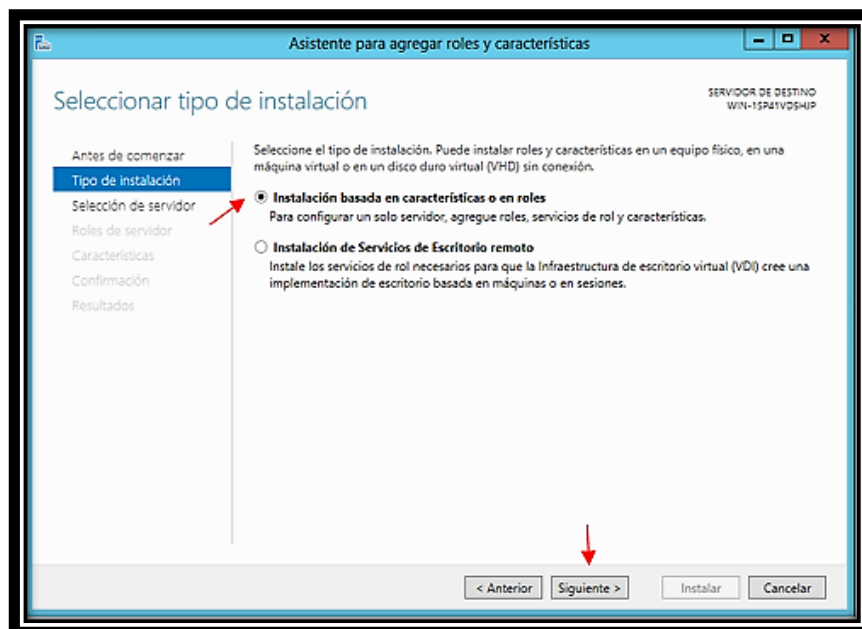 Asistente para agregar roles y características
Seleccionar tipo de instalación
SERVIDOR DE DESTINO
WIN-1SP41VDSHJP
Antes de comenzar
Tipo de instalación
Selección de servidor
Roles de servidor
Características
Confirmación
Resultados
Seleccione el tipo de instalación. Puede instalar roles y características en un equipo físico, en una
máquina virtual o en un disco duro virtual (VHD) sin conexión.
Instalación basada en características o en roles
Para configurar un solo servidor, agregue roles, servicios de rol y características.
Instalación de Servicios de Escritorio remoto
Instale los servicios de rol necesarios para que la Infraestructura de escritorio virtual (VDI) cree una
implementación de escritorio basada en máquinas o en sesiones.
< Anterior Siguiente > Instalar Cancelar